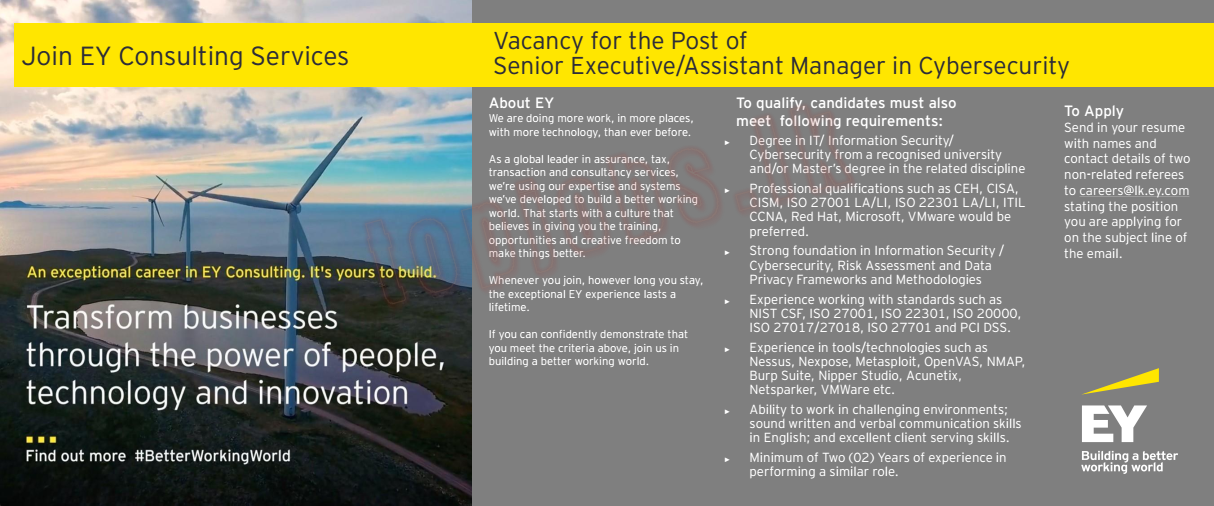 Join EY Consulting Services
An exceptional career in EY Consulting. It's yours to build.
Transform businesses
through the power of people,
technology and innovation
Find out more #BetterWorkingWorld
Vacancy for the Post of
Senior Executive/Assistant Manager in Cybersecurity
About EY
We are doing more work, in more places,
with more technology, than ever before.
As a global leader in assurance, tax,
transaction and consultancy services,
we're using our expertise and systems
we've developed to build a better working
world. That starts with a culture that
believes in giving you the training,
opportunities and creative freedom to
make things better.
Whenever you join, however long you stay,
the exceptional EY experience lasts a
lifetime.
If you can confidently demonstrate that
you meet the criteria above, join us in
building a better working world.
To qualify, candidates must also
meet following requirements:
► Degree in IT/ Information Security/
Cybersecurity from a recognised university
and/or Master's degree in the related discipline
► Professional qualifications such as CEH, CISA,
CISM, ISO 27001 LA/LI, ISO 22301 LA/LI, ITIL
CCNA, Red Hat, Microsoft, VMware would be
preferred.
► Strong foundation in Information Security /
Cybersecurity, Risk Assessment and Data
Privacy Frameworks and Methodologies
► Experience working with standards such as
NIST CSF, ISO 27001, ISO 22301, ISO 20000,
ISO 27017/27018, ISO 27701 and PCI DSS.
► Experience in tools/technologies such as
Nessus, Nexpose, Metasploit, OpenVAS, NMAP,
Burp Suite, Nipper Studio, Acunetix,
Netsparker, VMWare etc.
► Ability to work in challenging environments;
sound written and verbal communication skills
in English; and excellent client serving skills.
► Minimum of Two (02) Years of experience in
performing a similar role.
To Apply
Send in your resume
with names and
contact details of two
non-related referees
to careers@lk.ey.com
stating the position
you are applying for
on the subject line of
the email.
EY
Building a better
working world